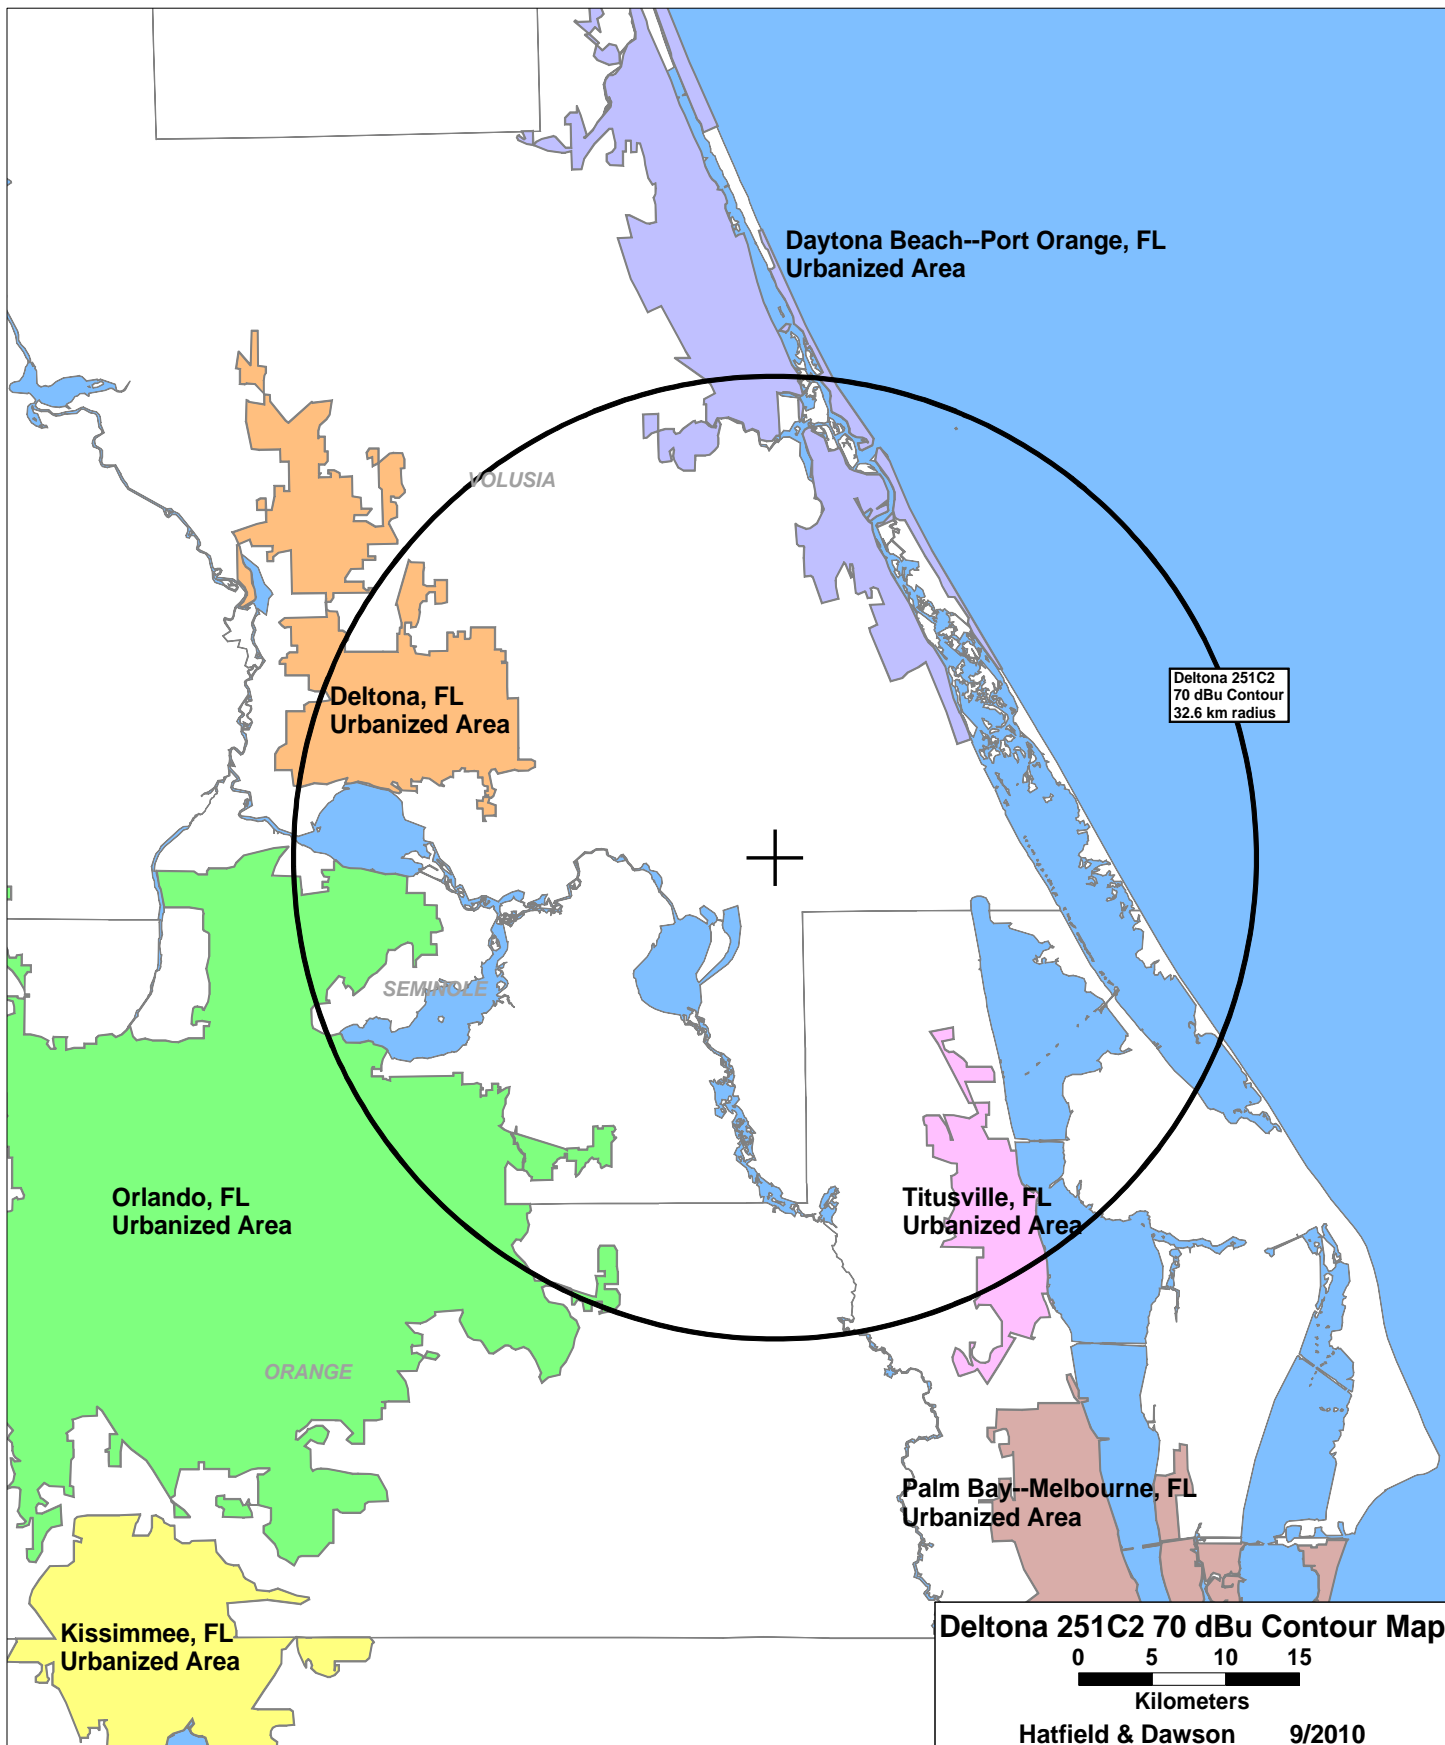 Daytona Beach--Port Orange, FL
Urbanized Area
VOLUSIA
Deltona 251C2
70 dBu Contour
32.6 km radius
Deltona, FL
Urbanized Area
SEMINOLE
Orlando, FL
Urbanized Area
Titusville, FL
Urbanized Area
ORANGE
Palm Bay--Melbourne, FL
Urbanized Area
Kissimmee, FL
Urbanized Area
Deltona 251C2 70 dBu Contour Map
0 5 10 15
Kilometers
Hatfield & Dawson 9/2010